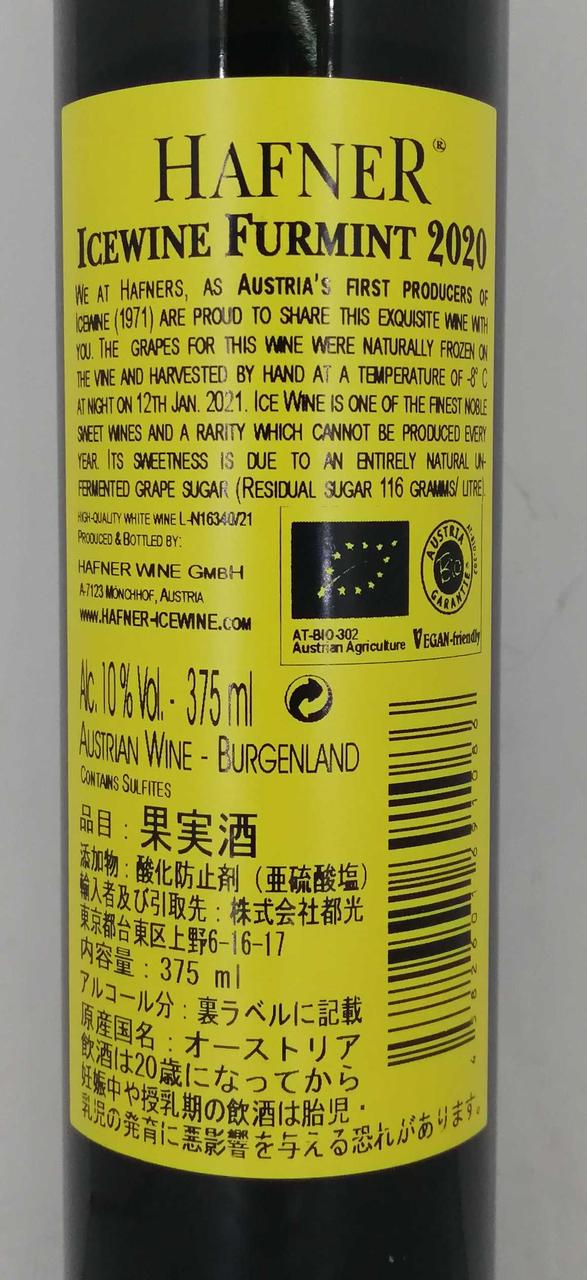 HAFNER®
ICEWINE FURMINT 2020
WE AT HAFNERS, AS AUSTRIA'S FIRST PRODUCERS OF
ICEWINE (1971) ARE PROUD TO SHARE THIS EXQUISITE WINE WITH
YOU. THE GRAPES FOR THIS WINE WERE NATURALLY FROZEN ON
THE VINE AND HARVESTED BY HAND AT A TEMPERATURE OF -8° C
AT NIGHT ON 12TH JAN. 2021. ICE WINE IS ONE OF THE FINEST NOBLE
SWEET WINES AND A RARITY WHICH CANNOT BE PRODUCED EVERY
YEAR. ITS SWEETNESS IS DUE TO AN ENTIRELY NATURAL UN-
FERMENTED GRAPE SUGAR (RESIDUAL SUGAR 116 GRAMMS/ LITRE).
HIGH-QUALITY WHITE WINE L-N16340/21
PRODUCED & BOTTLED BY:
HAFNER WINE GMBH
A-7123 MÖNCHHOF, AUSTRIA
WWW.HAFNER-ICEWINE.COM
AUSTRIA
Bio
GARANTIE
AT-BIO-302
AT-BIO-302
Austrian Agriculture
VEGAN-friendly
Alc. 10 % Vol. - 375 ml
AUSTRIAN WINE - BURGENLAND
CONTAINS SULFITES
品目：果実酒
添加物：酸化防止剤（亜硫酸塩）
輸入者及び引取先：株式会社都光
東京都台東区上野6-16-17
内容量：375 ml
アルコール分：裏ラベルに記載
原産国名：オーストリア
飲酒は20歳になってから
妊娠中や授乳期の飲酒は胎児・
乳児の発育に悪影響を与える恐れがあります。